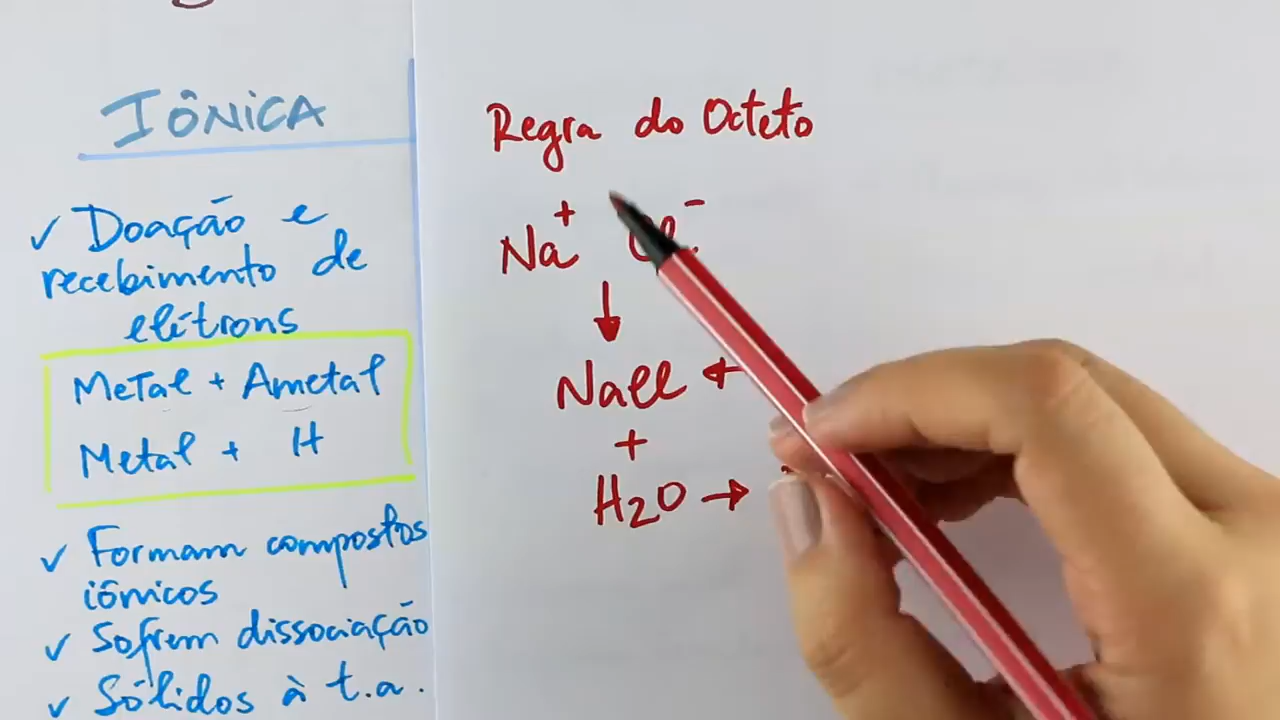 IÔNICA
✓ Doação e
recebimento de
elétrons
Metal + Ametal
Metal + H
✓ Formam compostos
iônicos
✓ Sofrem dissociação
✓ Sólidos à t.a.
Regra do Octeto
Na⁺ Cl⁻
↓
NaCl ←
+
H2O →